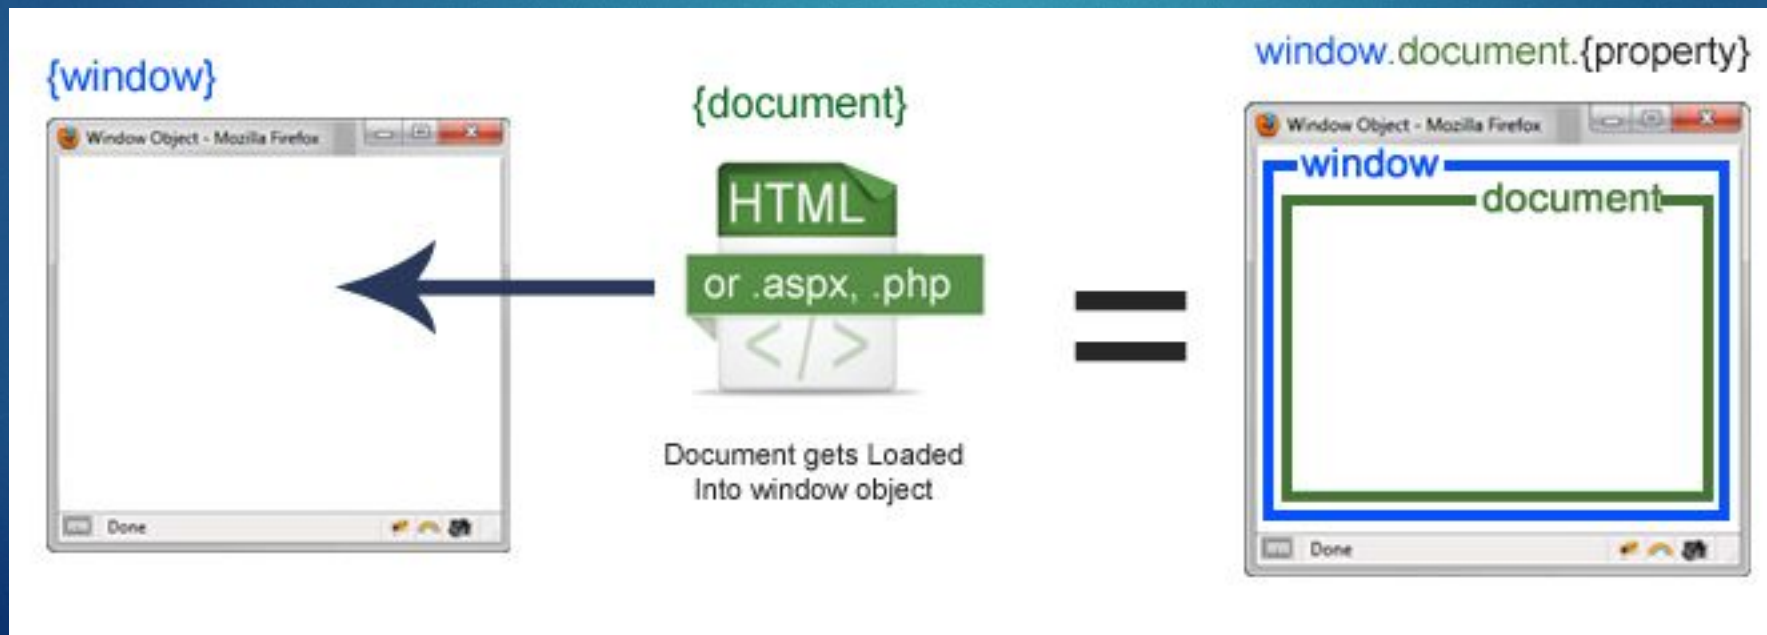 {window}
Window Object - Mozilla Firefox
Done
{document}
HTML
or .aspx, .php
</>
Document gets Loaded
Into window object
=
window.document.{property}
Window Object - Mozilla Firefox
window
document
Done